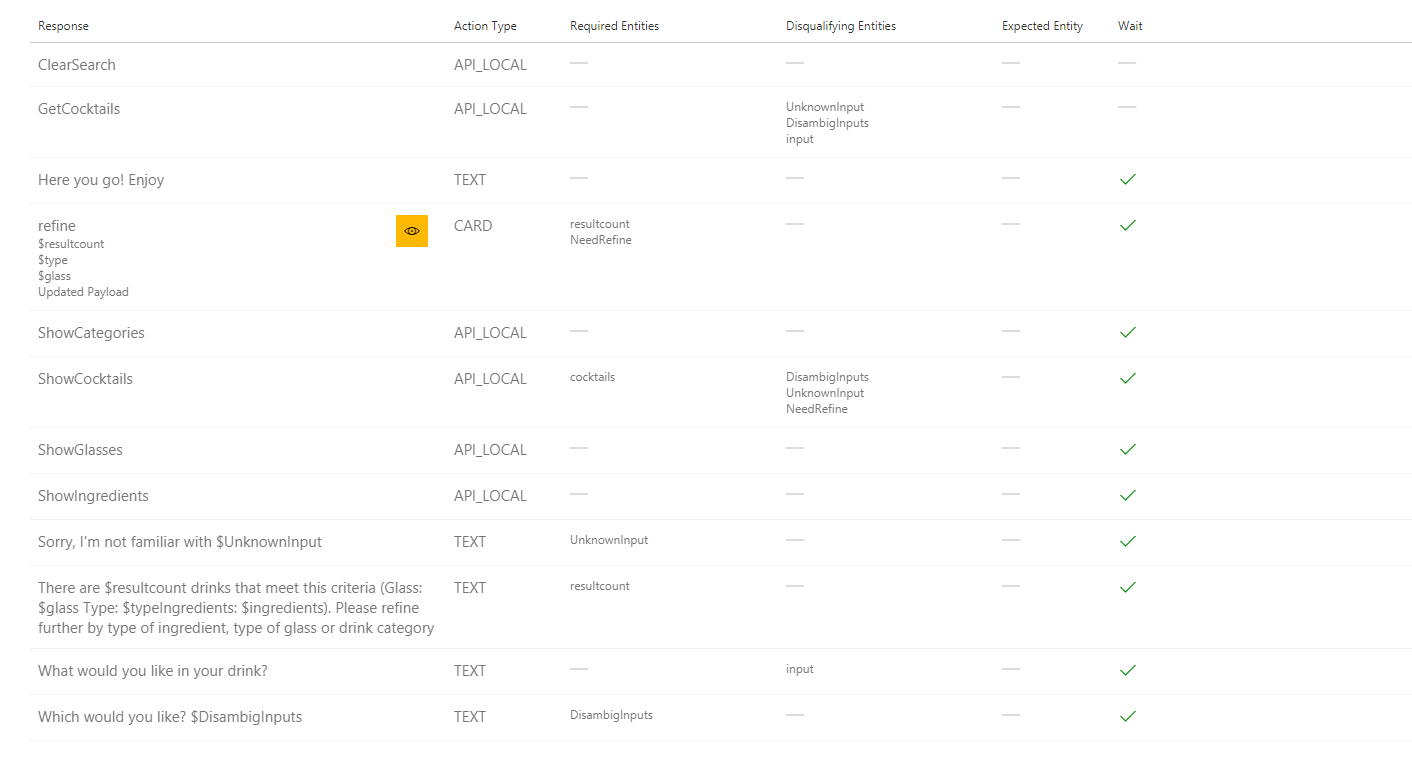 Response Action Type Required Entities Disqualifying Entities Expected Entity Wait
ClearSearch API_LOCAL
GetCocktails API_LOCAL UnknownInput
DisambigInputs
input
Here you go! Enjoy TEXT
refine CARD resultcount
$resultcount NeedRefine
$type
$glass
Updated Payload
ShowCategories API_LOCAL
ShowCocktails API_LOCAL cocktails DisambigInputs
UnknownInput
NeedRefine
ShowGlasses API_LOCAL
ShowIngredients API_LOCAL
Sorry, I'm not familiar with $UnknownInput TEXT UnknownInput
There are $resultcount drinks that meet this criteria (Glass: TEXT resultcount
$glass Type: $typeIngredients: $ingredients). Please refine
further by type of ingredient, type of glass or drink category
What would you like in your drink? TEXT input
Which would you like? $DisambigInputs TEXT DisambigInputs